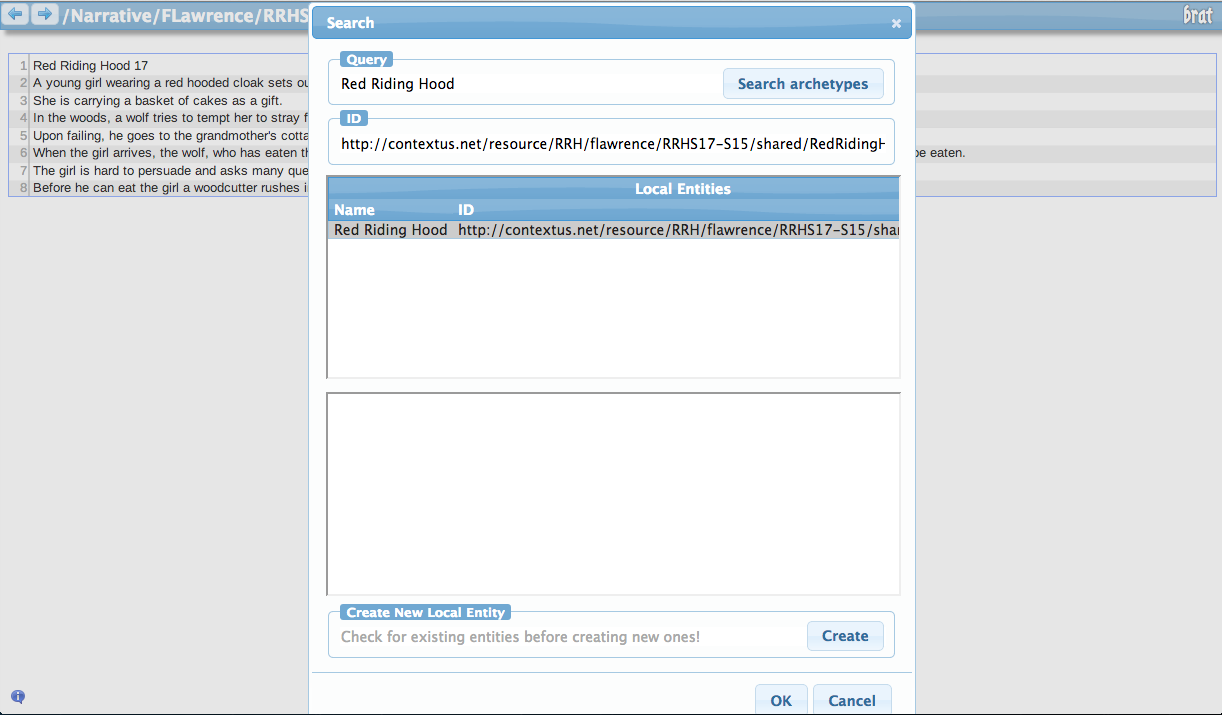 /Narrative/FLawrence/RRHS
brat
1 Red Riding Hood 17
2 A young girl wearing a red hooded cloak sets ou
3 She is carrying a basket of cakes as a gift.
4 In the woods, a wolf tries to tempt her to stray f
5 Upon failing, he goes to the grandmother's cotta
6 When the girl arrives, the wolf, who has eaten th
be eaten.
7 The girl is hard to persuade and asks many que
8 Before he can eat the girl a woodcutter rushes i
Search
Query
Red Riding Hood
Search archetypes
ID
http://contextus.net/resource/RRH/flawrence/RRHS17-S15/shared/RedRidingH
Local Entities
Name ID
Red Riding Hood http://contextus.net/resource/RRH/flawrence/RRHS17-S15/shar
Create New Local Entity
Check for existing entities before creating new ones!
Create
OK
Cancel